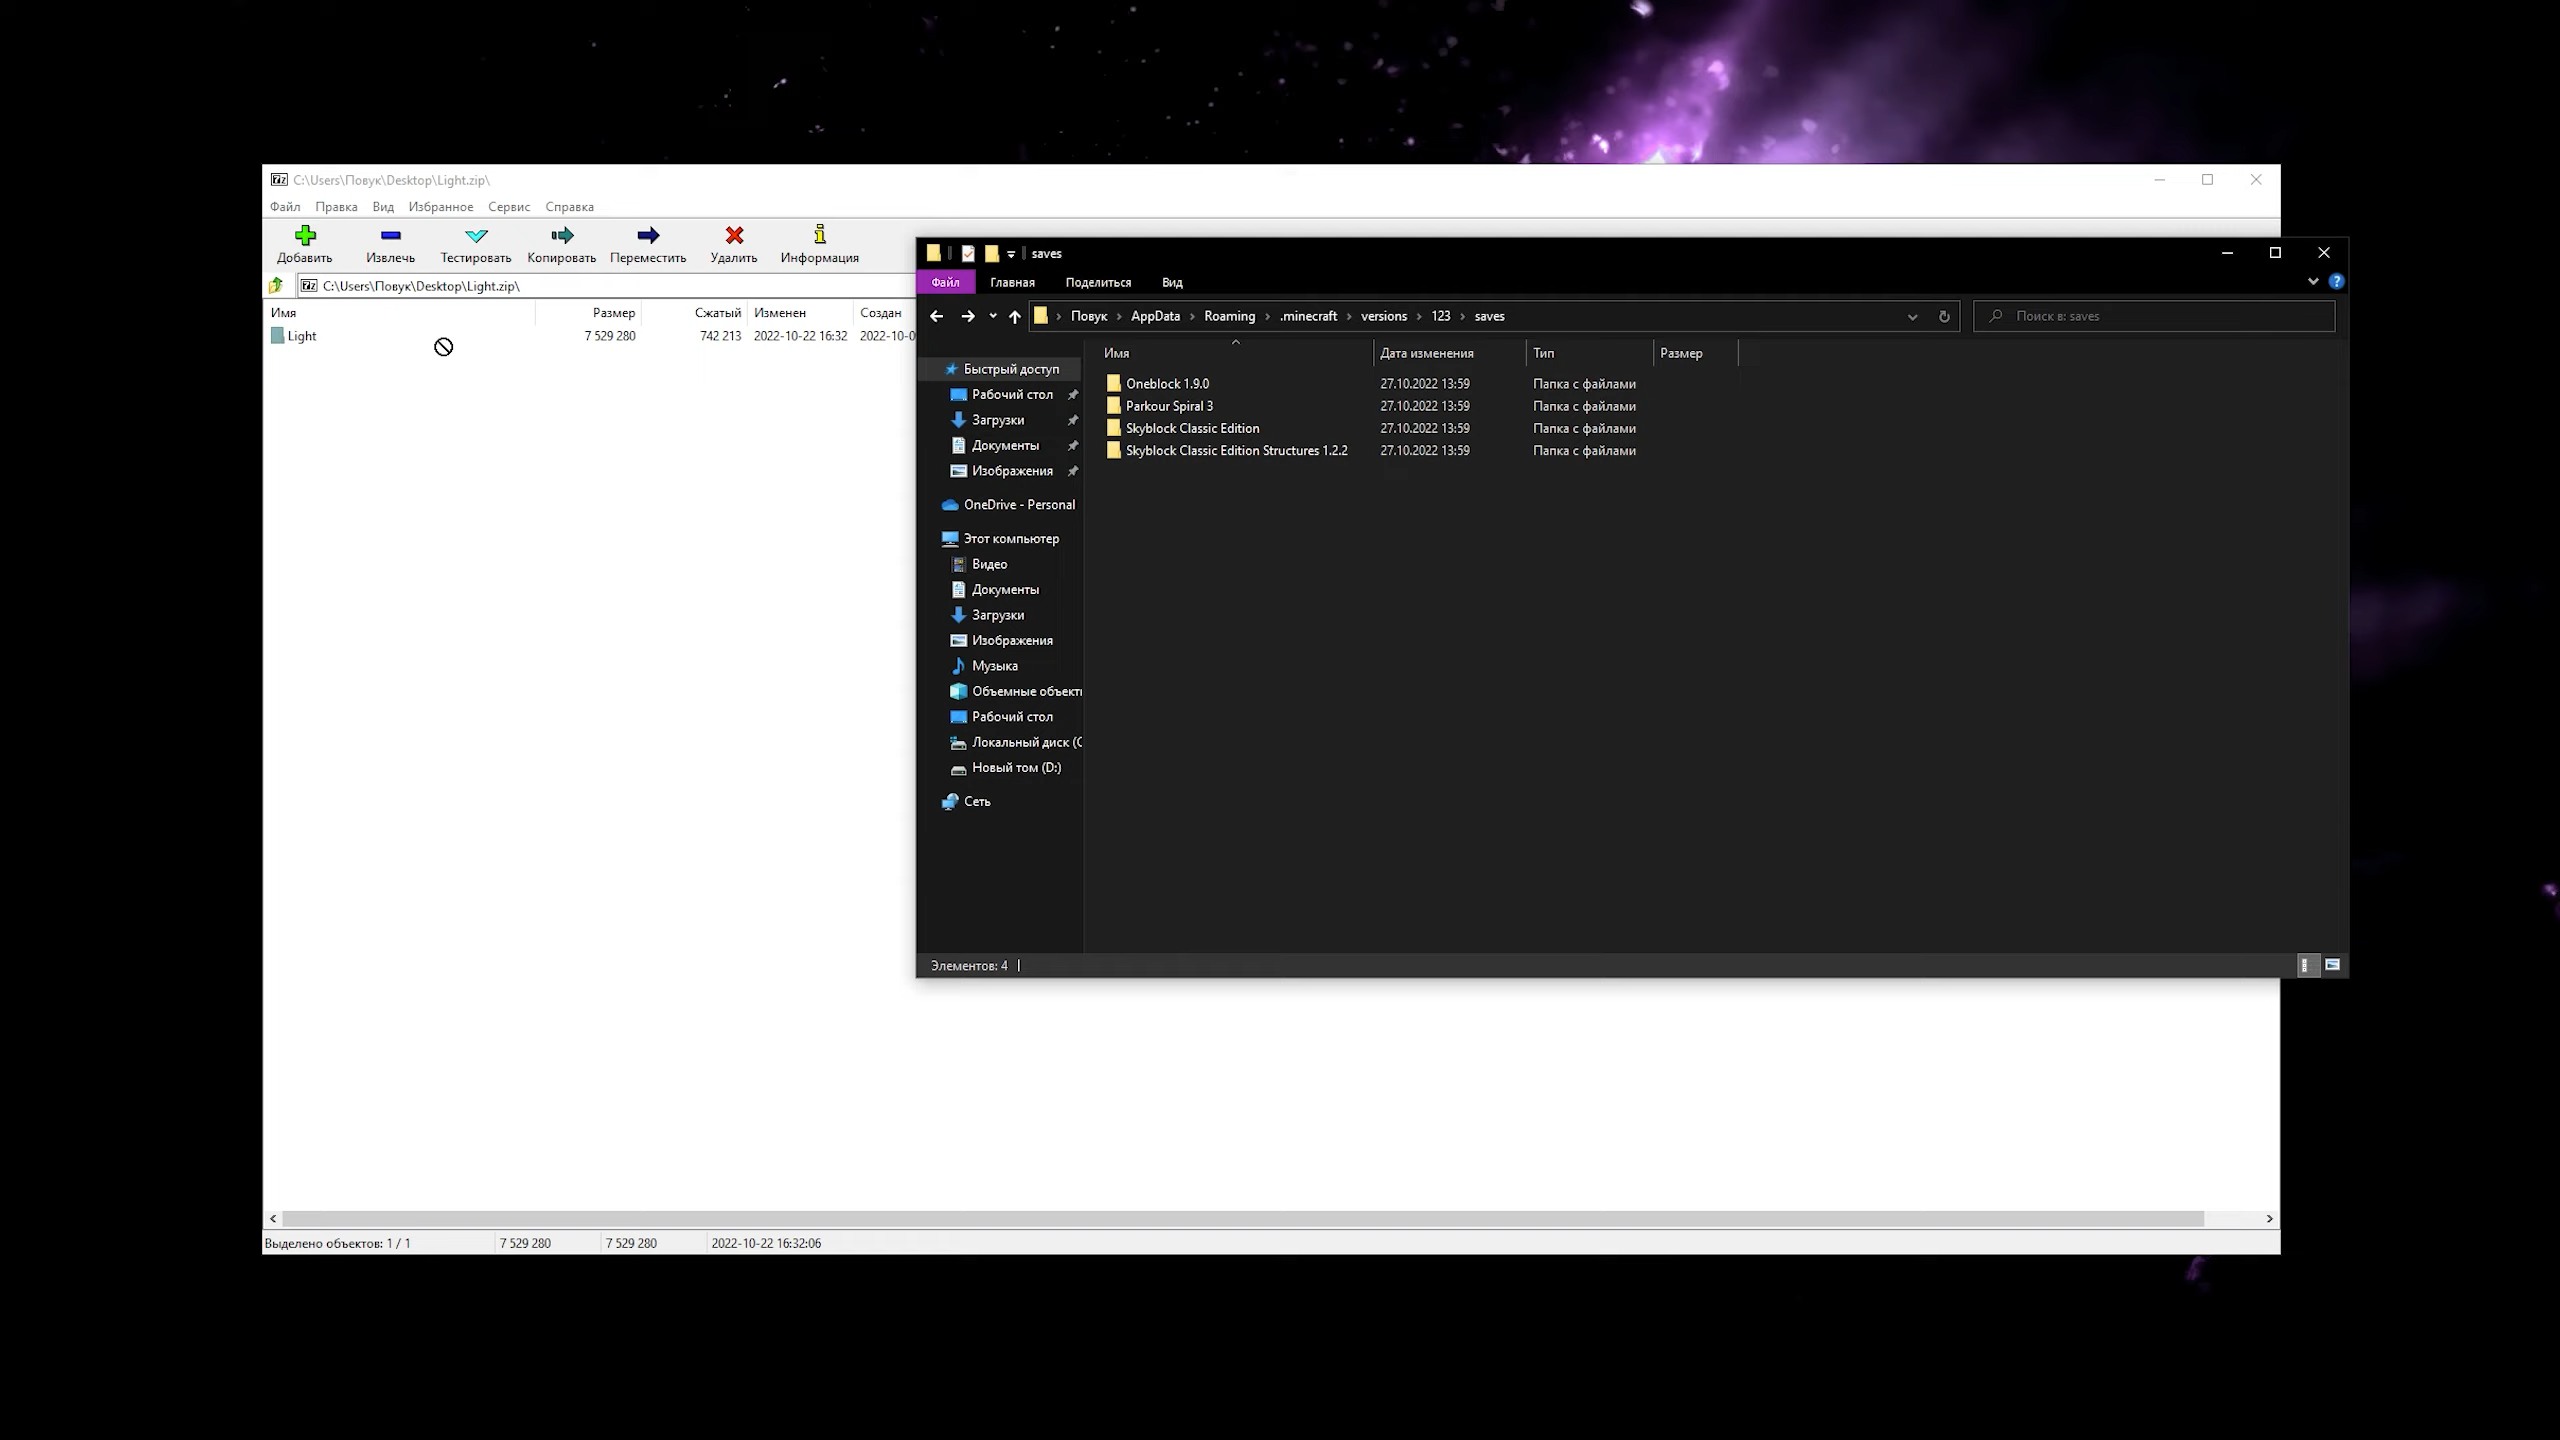 C:\Users\Повук\Desktop\Light.zip\
Файл Правка Вид Избранное Сервис Справка
Добавить Извлечь Тестировать Копировать Переместить Удалить Информация
C:\Users\Повук\Desktop\Light.zip\
Имя Размер Сжатый Изменен Создан
Light 7 529 280 742 213 2022-10-22 16:32 2022-10-0
Выделено объектов: 1 / 1 7 529 280 7 529 280 2022-10-22 16:32:06
saves
Файл Главная Поделиться Вид
Повук › AppData › Roaming › .minecraft › versions › 123 › saves
Поиск в: saves
Быстрый доступ
Рабочий стол
Загрузки
Документы
Изображения
OneDrive - Personal
Этот компьютер
Видео
Документы
Загрузки
Изображения
Музыка
Объемные объекты
Рабочий стол
Локальный диск (C
Новый том (D:)
Сеть
Имя Дата изменения Тип Размер
Oneblock 1.9.0 27.10.2022 13:59 Папка с файлами
Parkour Spiral 3 27.10.2022 13:59 Папка с файлами
Skyblock Classic Edition 27.10.2022 13:59 Папка с файлами
Skyblock Classic Edition Structures 1.2.2 27.10.2022 13:59 Папка с файлами
Элементов: 4